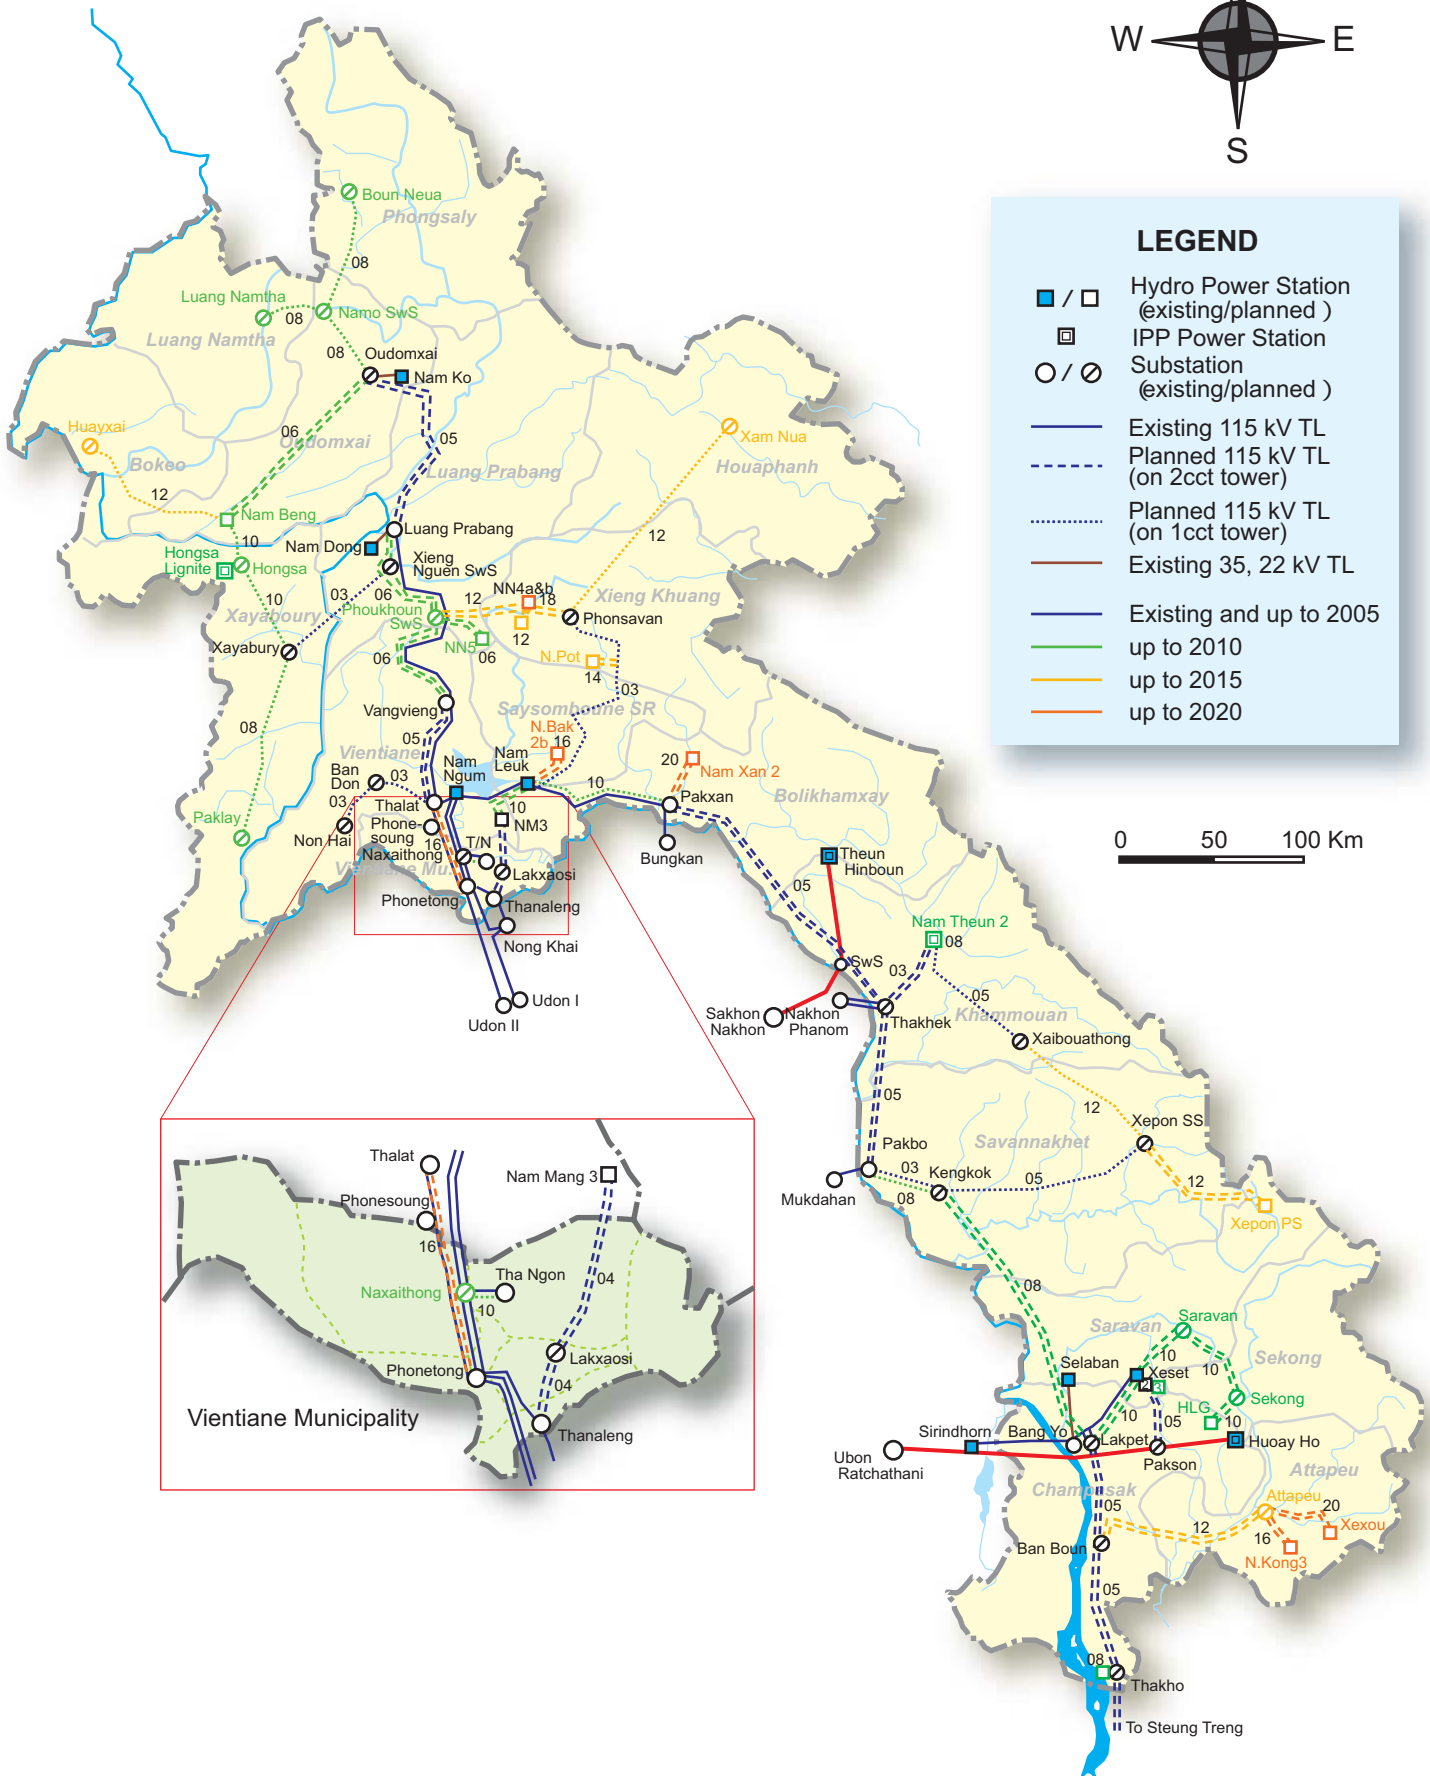 W
E
S
LEGEND
Hydro Power Station
(existing/planned )
IPP Power Station
Substation
(existing/planned )
Existing 115 kV TL
Planned 115 kV TL
(on 2cct tower)
Planned 115 kV TL
(on 1cct tower)
Existing 35, 22 kV TL
Existing and up to 2005
up to 2010
up to 2015
up to 2020
0 50 100 Km
Boun Neua
Phongsaly
08
Luang Namtha
08
Namo SwS
Luang Namtha
08
Oudomxai
Nam Ko
06
Oudomxai
05
Huayxai
Bokeo
12
Luang Prabang
Xam Nua
Houaphanh
Nam Beng
10
Luang Prabang
Nam Dong
12
Hongsa
Lignite
Hongsa
Xieng
Nguen SwS
10
03
06
Xayaboury
Phoukhoun
SwS
12
NN4a&b
18
12
Xieng Khuang
Phonsavan
Xayabury
NN5
06
06
N.Pot
14
03
08
Vangvieng
Saysomboune SR
05
Vientiane
N.Bak
2b
16
Nam
Leuk
Nam
Ngum
Ban
Don
03
03
Thalat
10
10
20
Nam Xan 2
Pakxan
Bolikhamxay
Paklay
Non Hai
Phone-
soung
16
NM3
T/N
Naxaithong
Vientiane Mu.
Lakxaosi
Bungkan
Phonetong
Thanaleng
Nong Khai
Udon I
Udon II
Theun
Hinboun
05
Nam Theun 2
08
SwS
03
05
Sakhon
Nakhon
Nakhon
Phanom
Thakhek
Khammouan
Xaibouathong
05
12
Xepon SS
Pakbo
Savannakhet
03
Kengkok
05
12
Mukdahan
08
Xepon PS
08
Saravan
Saravan
Sekong
Selaban
10
10
Xeset
2
3
Sekong
HLG
10
05
10
Sirindhorn
Bang Yo
Lakpet
Huoay Ho
Ubon
Ratchathani
Pakson
Attapeu
Champasak
Attapeu
05
12
20
16
Xexou
Ban Boun
N.Kong3
05
08
Thakho
To Steung Treng
Thalat
Nam Mang 3
Phonesoung
16
Tha Ngon
04
Naxaithong
10
Phonetong
Lakxaosi
04
Vientiane Municipality
Thanaleng